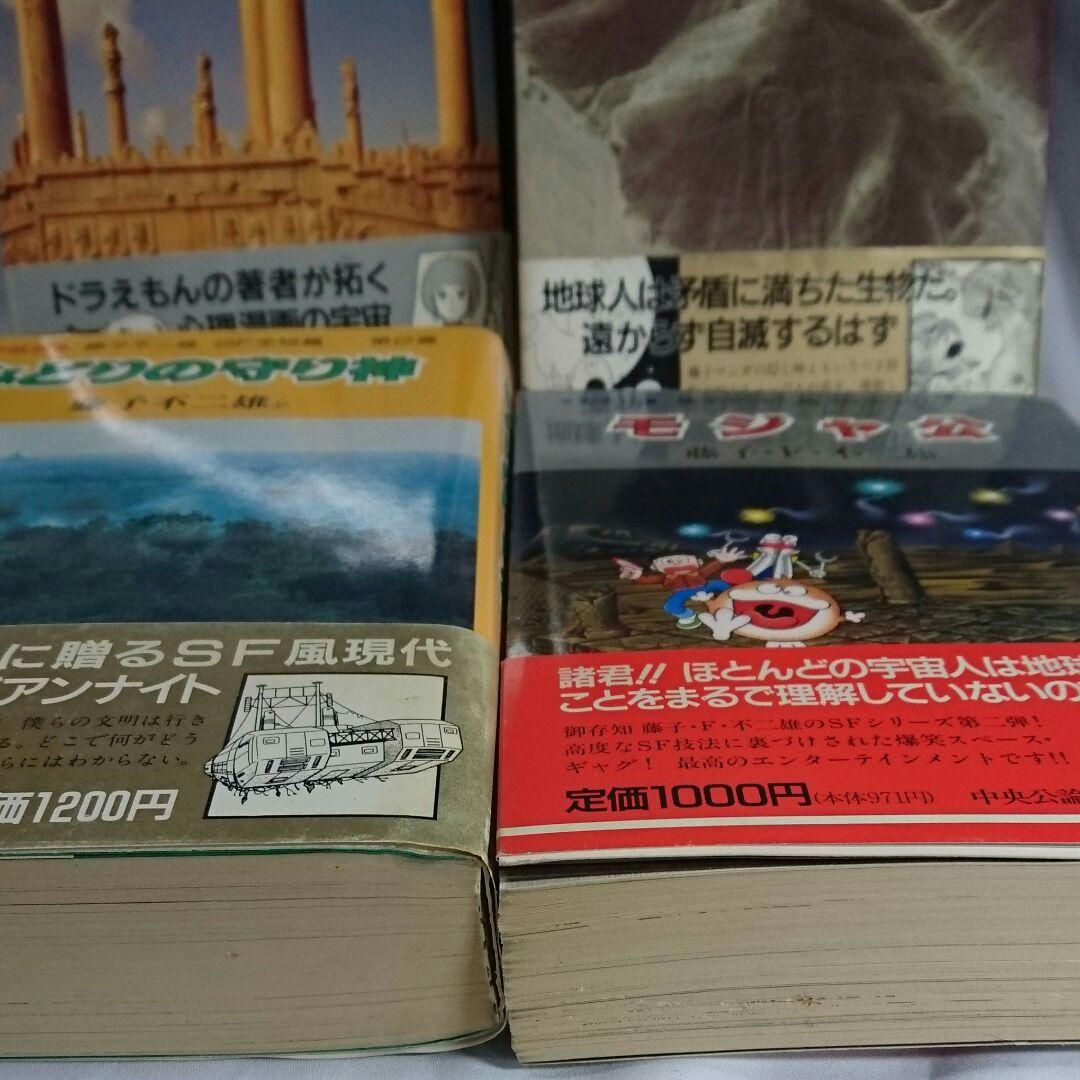 ドラえもんの著者が拓く
心理漫画の宇宙
地球人は矛盾に満ちた生物だ。
遠からず自滅するはず
みどりの守り神
藤子不二雄
に贈るSF風現代
アンナイト
僕らの文明は行き
る。どこで何がどう
らにはわからない。
価1200円
モジャ公
藤子・F・不二雄
諸君!! ほとんどの宇宙人は地球
ことをまるで理解していないの
御存知 藤子・F・不二雄のSFシリーズ第二弾!
高度なSF技法に裏づけされた爆笑スペース・
ギャグ! 最高のエンターテインメントです!!
定価1000円(本体971円) 中央公論